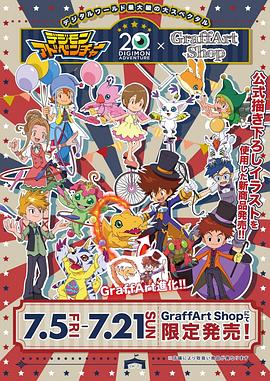 デジタルワールド最大級の大スペクタクル
デジモン
アドベンチャー
20th
DIGIMON
ADVENTURE
×
GraffArt
Shop
公式描き下ろしイラストを
使用した新商品発売!!
GraffArt進化!!
7.5 FRI - 7.21 SUN
GraffArt Shopにて
限定発売!